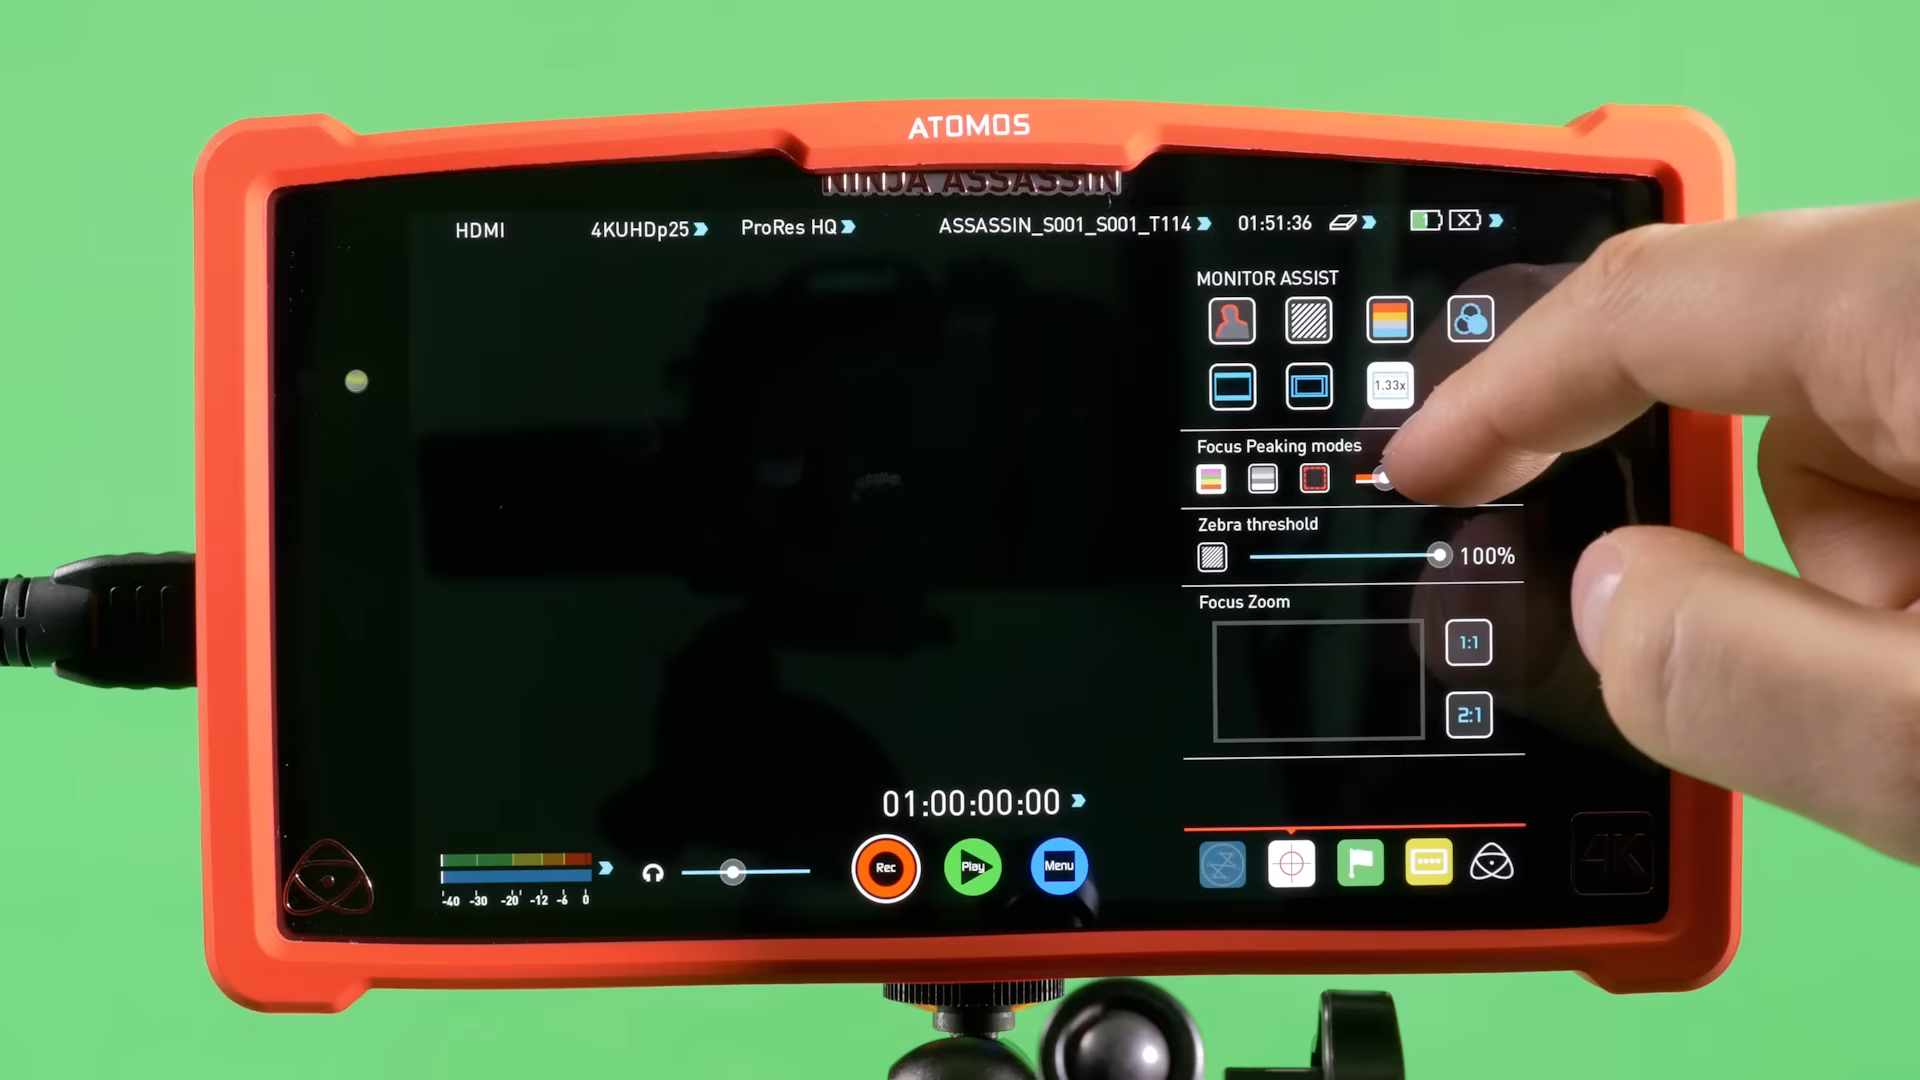 ATOMOS
NINJA ASSASSIN
HDMI 4KUHDp25 ProRes HQ ASSASSIN_S001_S001_T114 01:51:36 1 X
MONITOR ASSIST
1.33x
Focus Peaking modes
Zebra threshold
100%
Focus Zoom
1:1
2:1
01:00:00:00
Rec Play Menu
-40 -30 -20 -12 -6 0
4K